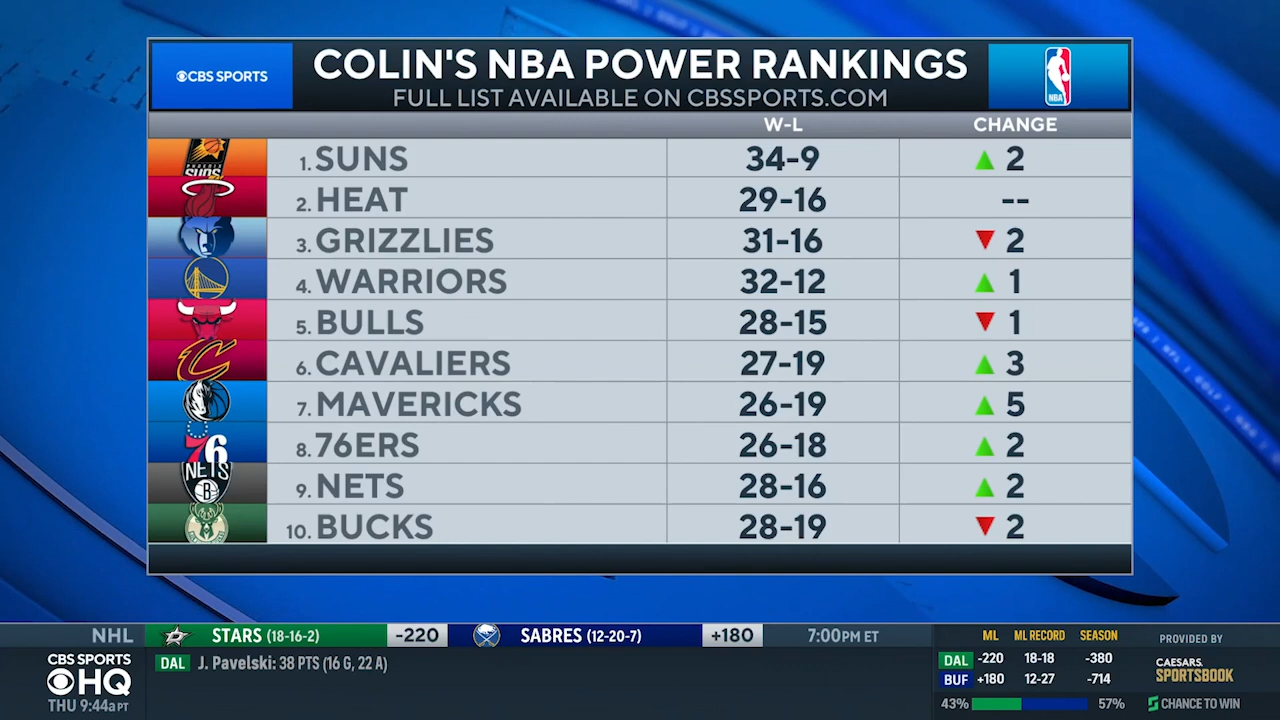 CBS SPORTS
COLIN'S NBA POWER RANKINGS
FULL LIST AVAILABLE ON CBSSPORTS.COM
NBA
W-L CHANGE
PHOENIX SUNS 1. SUNS 34-9 ▲ 2
2. HEAT 29-16 --
3. GRIZZLIES 31-16 ▼ 2
4. WARRIORS 32-12 ▲ 1
5. BULLS 28-15 ▼ 1
C 6. CAVALIERS 27-19 ▲ 3
7. MAVERICKS 26-19 ▲ 5
76 8. 76ERS 26-18 ▲ 2
NETS B 9. NETS 28-16 ▲ 2
10. BUCKS 28-19 ▼ 2
NHL STARS (18-16-2) -220 SABRES (12-20-7) +180 7:00PM ET
CBS SPORTS HQ
THU 9:44a PT
DAL J. Pavelski: 38 PTS (16 G, 22 A)
ML ML RECORD SEASON
DAL -220 18-18 -380
BUF +180 12-27 -714
43% 57%
PROVIDED BY
CAESARS
SPORTSBOOK
CHANCE TO WIN